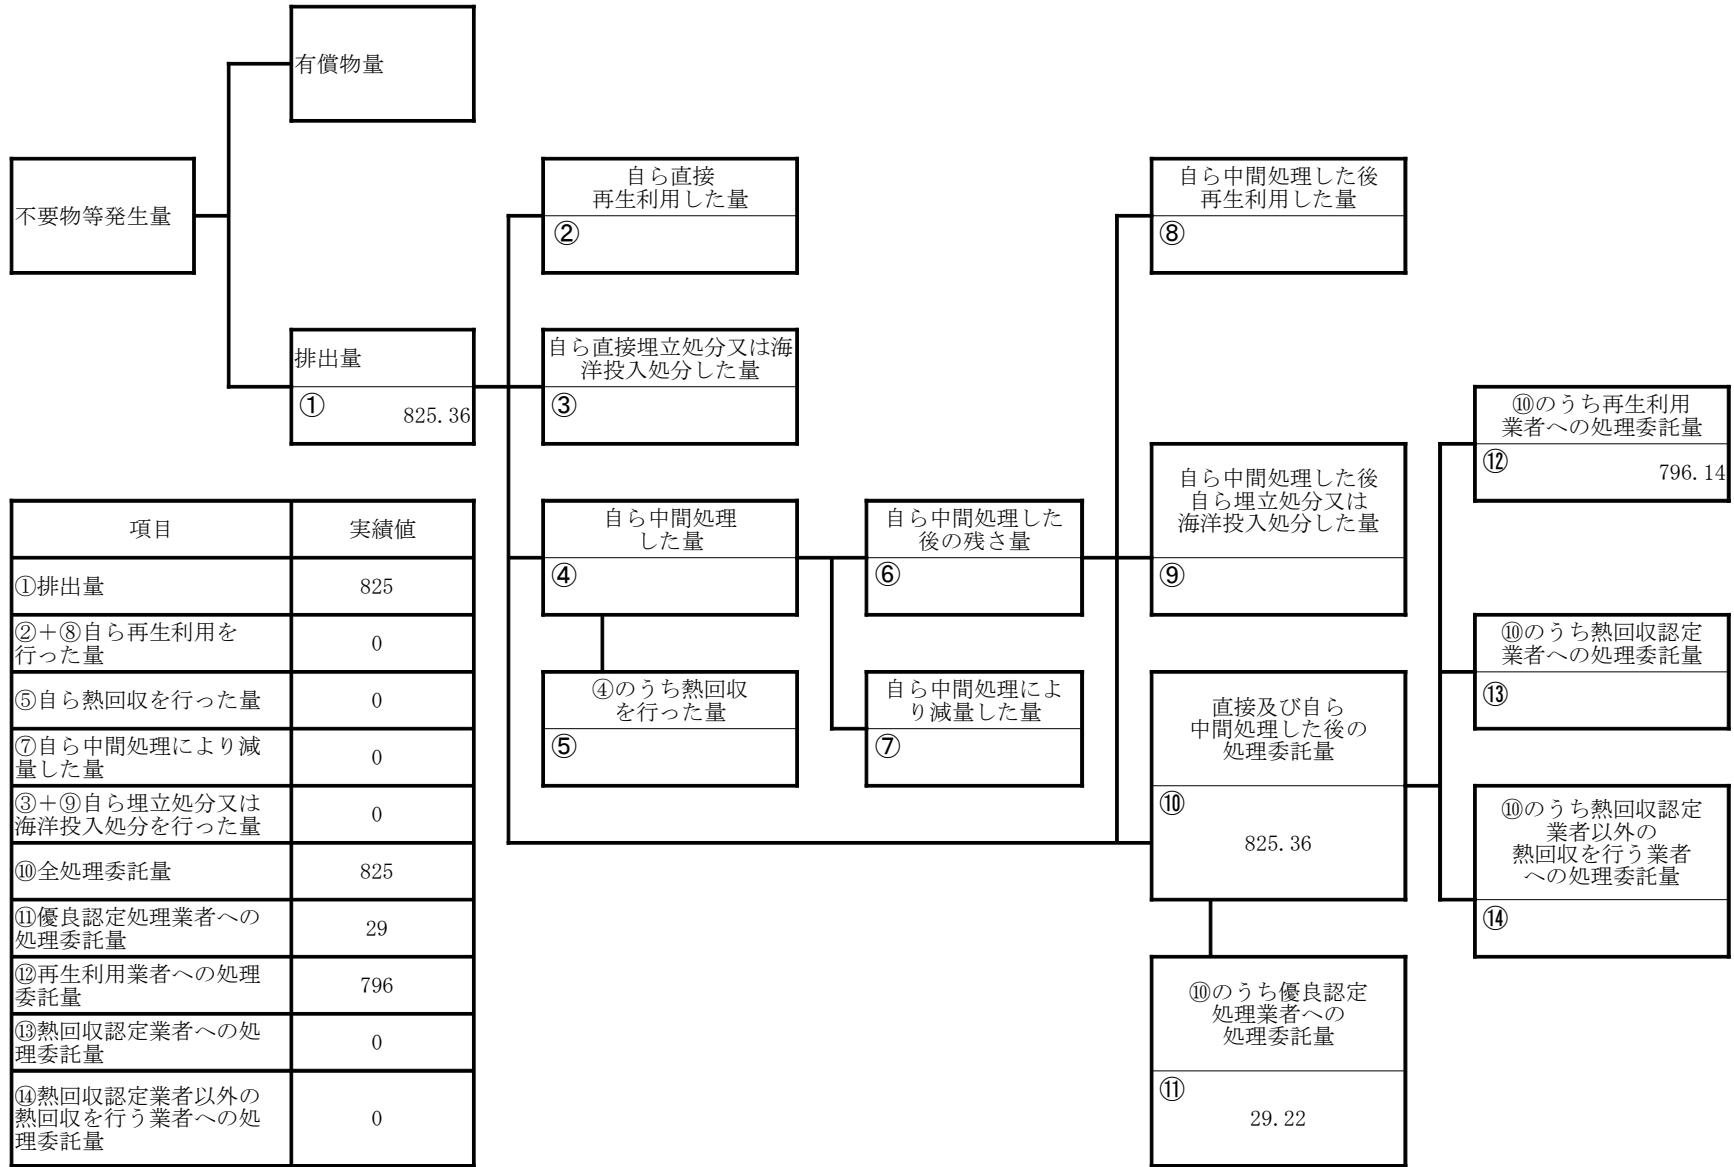 有償物量
不要物等発生量
自ら直接
再生利用した量
②
自ら中間処理した後
再生利用した量
⑧
排出量
①
825.36
自ら直接埋立処分又は海
洋投入処分した量
③
⑩のうち再生利用
業者への処理委託量
⑫
796.14
自ら中間処理
した量
④
自ら中間処理した
後の残さ量
⑥
自ら中間処理した後
自ら埋立処分又は
海洋投入処分した量
⑨
⑩のうち熱回収認定
業者への処理委託量
⑬
④のうち熱回収
を行った量
⑤
自ら中間処理によ
り減量した量
⑦
直接及び自ら
中間処理した後の
処理委託量
⑩
825.36
⑩のうち熱回収認定
業者以外の
熱回収を行う業者
への処理委託量
⑭
⑩のうち優良認定
処理業者への
処理委託量
⑪
29.22
項目 実績値
①排出量 825
②+⑧自ら再生利用を
行った量 0
⑤自ら熱回収を行った量 0
⑦自ら中間処理により減
量した量 0
③+⑨自ら埋立処分又は
海洋投入処分を行った量 0
⑩全処理委託量 825
⑪優良認定処理業者への
処理委託量 29
⑫再生利用業者への処理
委託量 796
⑬熱回収認定業者への処
理委託量 0
⑭熱回収認定業者以外の
熱回収を行う業者への処 0
理委託量